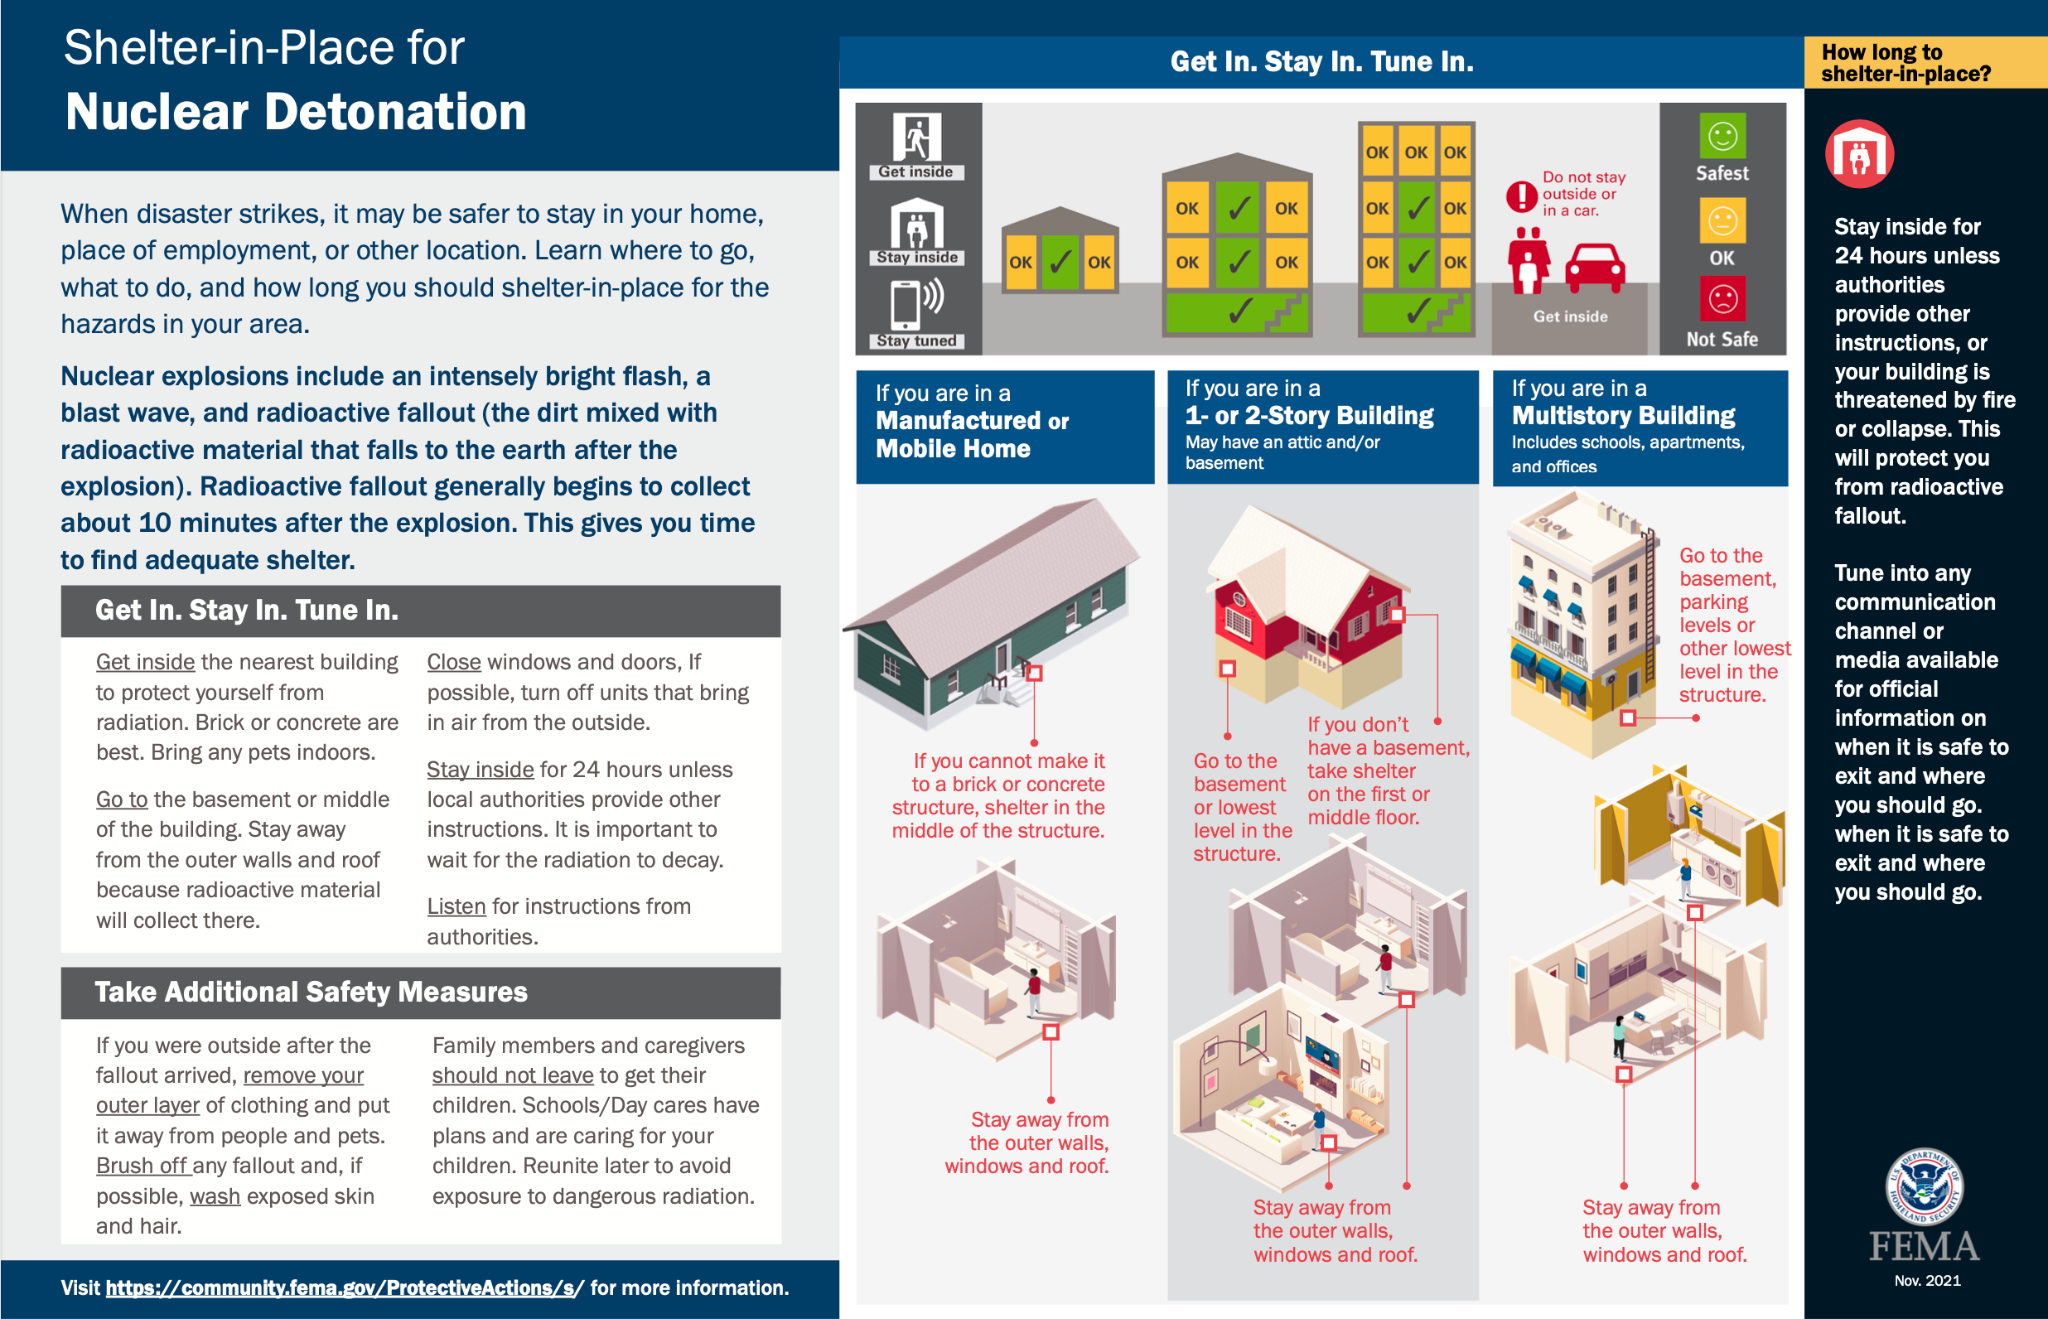 Shelter-in-Place for
Nuclear Detonation
When disaster strikes, it may be safer to stay in your home,
place of employment, or other location. Learn where to go,
what to do, and how long you should shelter-in-place for the
hazards in your area.
Nuclear explosions include an intensely bright flash, a
blast wave, and radioactive fallout (the dirt mixed with
radioactive material that falls to the earth after the
explosion). Radioactive fallout generally begins to collect
about 10 minutes after the explosion. This gives you time
to find adequate shelter.
Get In. Stay In. Tune In.
Get inside the nearest building
to protect yourself from
radiation. Brick or concrete are
best. Bring any pets indoors.
Go to the basement or middle
of the building. Stay away
from the outer walls and roof
because radioactive material
will collect there.
Close windows and doors, If
possible, turn off units that bring
in air from the outside.
Stay inside for 24 hours unless
local authorities provide other
instructions. It is important to
wait for the radiation to decay.
Listen for instructions from
authorities.
Take Additional Safety Measures
If you were outside after the
fallout arrived, remove your
outer layer of clothing and put
it away from people and pets.
Brush off any fallout and, if
possible, wash exposed skin
and hair.
Family members and caregivers
should not leave to get their
children. Schools/Day cares have
plans and are caring for your
children. Reunite later to avoid
exposure to dangerous radiation.
Visit https://community.fema.gov/ProtectiveActions/s/ for more information.
Get In. Stay In. Tune In.
Get inside
Stay inside
Stay tuned
OK
OK
OK
OK
OK
OK
OK
OK
OK
OK
OK
OK
OK
Do not stay
outside or
in a car.
Get inside
Safest
OK
Not Safe
If you are in a
Manufactured or
Mobile Home
If you cannot make it
to a brick or concrete
structure, shelter in the
middle of the structure.
Stay away from
the outer walls,
windows and roof.
If you are in a
1- or 2-Story Building
May have an attic and/or
basement
Go to the
basement
or lowest
level in the
structure.
If you don't
have a basement,
take shelter
on the first or
middle floor.
Stay away from
the outer walls,
windows and roof.
If you are in a
Multistory Building
Includes schools, apartments,
and offices
Go to the
basement,
parking
levels or
other lowest
level in the
structure.
Stay away from
the outer walls,
windows and roof.
How long to
shelter-in-place?
Stay inside for
24 hours unless
authorities
provide other
instructions, or
your building is
threatened by fire
or collapse. This
will protect you
from radioactive
fallout.
Tune into any
communication
channel or
media available
for official
information on
when it is safe to
exit and where
you should go.
when it is safe to
exit and where
you should go.
U.S. DEPARTMENT OF
HOMELAND SECURITY
FEMA
Nov. 2021